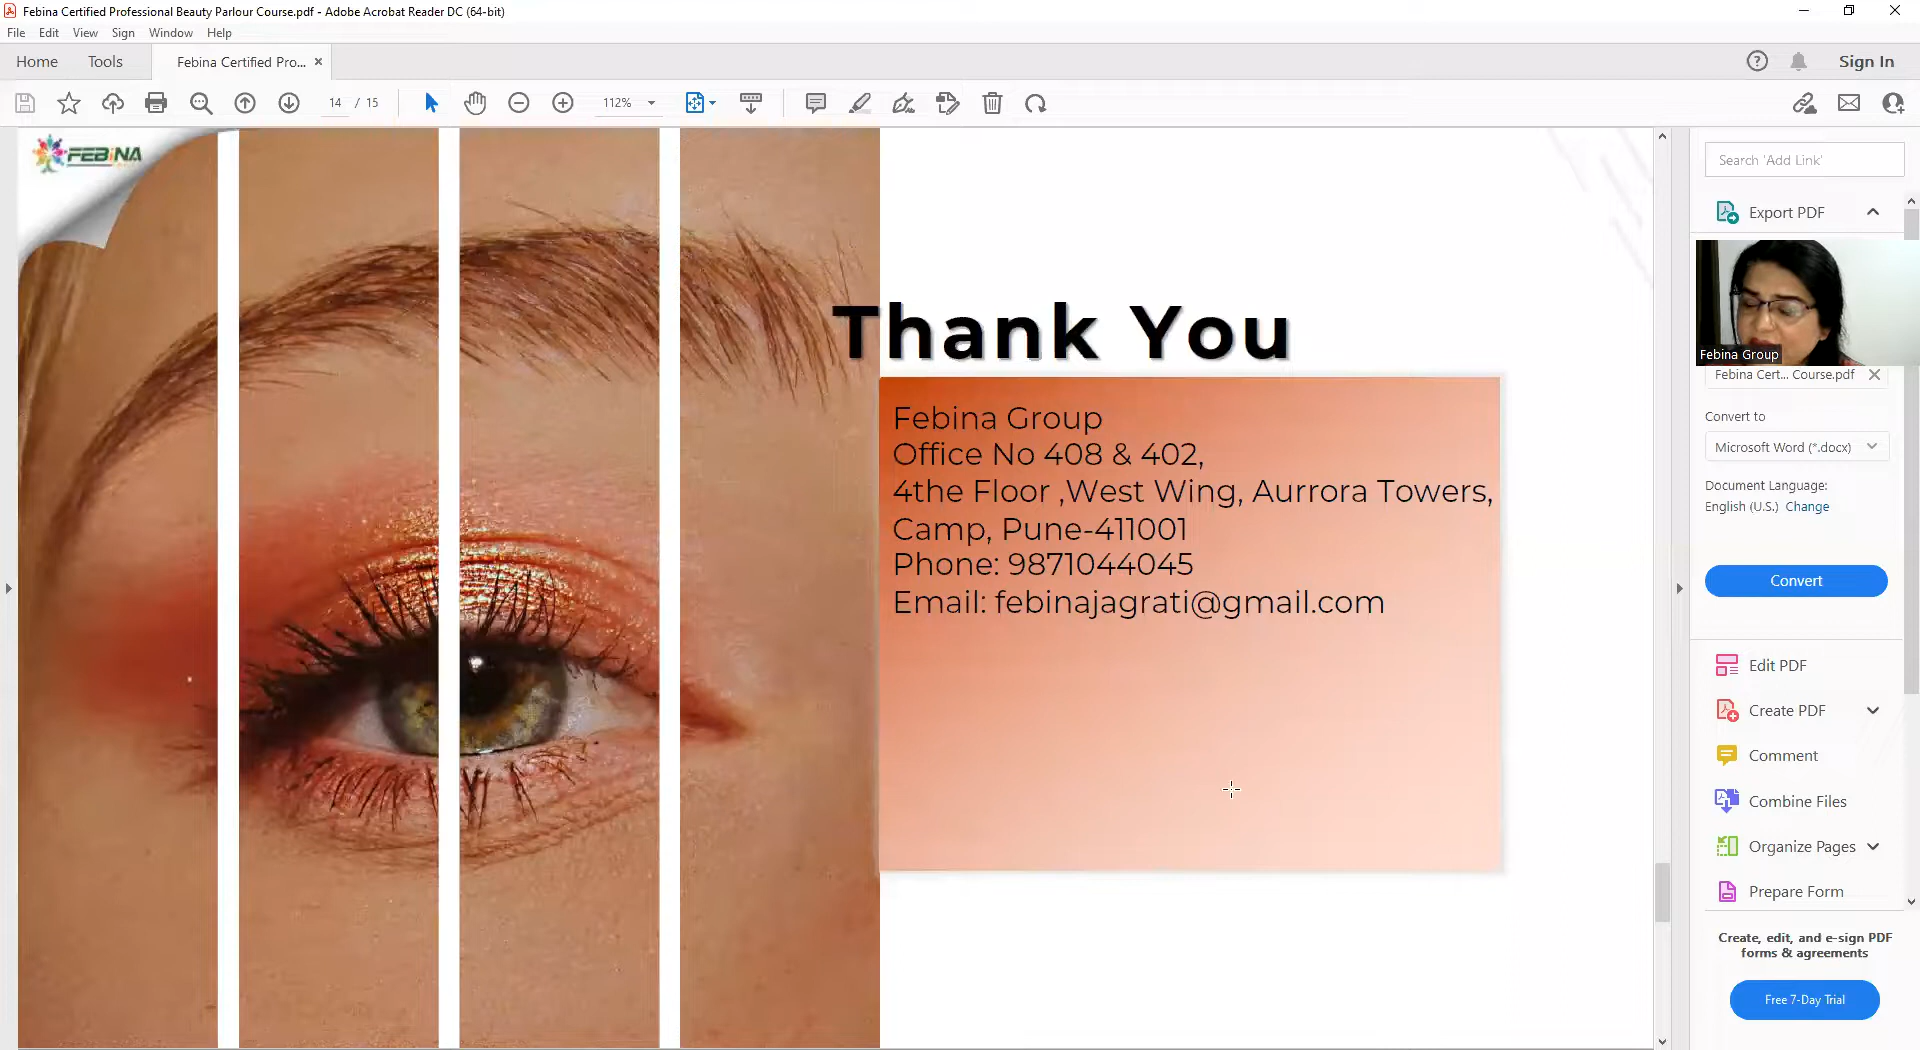 Febina Certified Professional Beauty Parlour Course.pdf - Adobe Acrobat Reader DC (64-bit)
File Edit View Sign Window Help
Home Tools Febina Certified Pro... × Sign In
14 / 15 112%
FEBINA
Search 'Add Link'
Export PDF
Febina Group
Febina Cert... Course.pdf
Convert to
Microsoft Word (*.docx)
Document Language:
English (U.S.) Change
Convert
Edit PDF
Create PDF
Comment
Combine Files
Organize Pages
Prepare Form
Create, edit, and e-sign PDF
forms & agreements
Free 7-Day Trial
Thank You
Febina Group
Office No 408 & 402,
4the Floor ,West Wing, Aurrora Towers,
Camp, Pune-411001
Phone: 9871044045
Email: febinajagrati@gmail.com